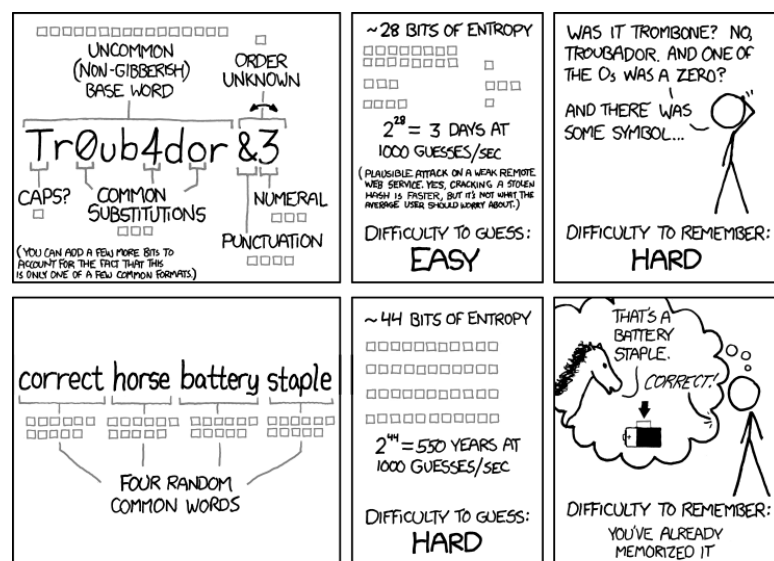 UNCOMMON
(NON-GIBBERISH)
BASE WORD
ORDER
UNKNOWN
Tr0ub4dor &3
CAPS?
COMMON
SUBSTITUTIONS
NUMERAL
PUNCTUATION
(YOU CAN ADD A FEW MORE BITS TO
ACCOUNT FOR THE FACT THAT THIS
IS ONLY ONE OF A FEW COMMON FORMATS.)
~28 BITS OF ENTROPY
2^28 = 3 DAYS AT
1000 GUESSES/SEC
(PLAUSIBLE ATTACK ON A WEAK REMOTE
WEB SERVICE. YES, CRACKING A STOLEN
HASH IS FASTER, BUT IT'S NOT WHAT THE
AVERAGE USER SHOULD WORRY ABOUT.)
DIFFICULTY TO GUESS:
EASY
WAS IT TROMBONE? NO,
TROUBADOR. AND ONE OF
THE Os WAS A ZERO?
AND THERE WAS
SOME SYMBOL...
DIFFICULTY TO REMEMBER:
HARD
correct horse battery staple
FOUR RANDOM
COMMON WORDS
~44 BITS OF ENTROPY
2^44 = 550 YEARS AT
1000 GUESSES/SEC
DIFFICULTY TO GUESS:
HARD
THAT'S A
BATTERY
STAPLE.
CORRECT!
DIFFICULTY TO REMEMBER:
YOU'VE ALREADY
MEMORIZED IT